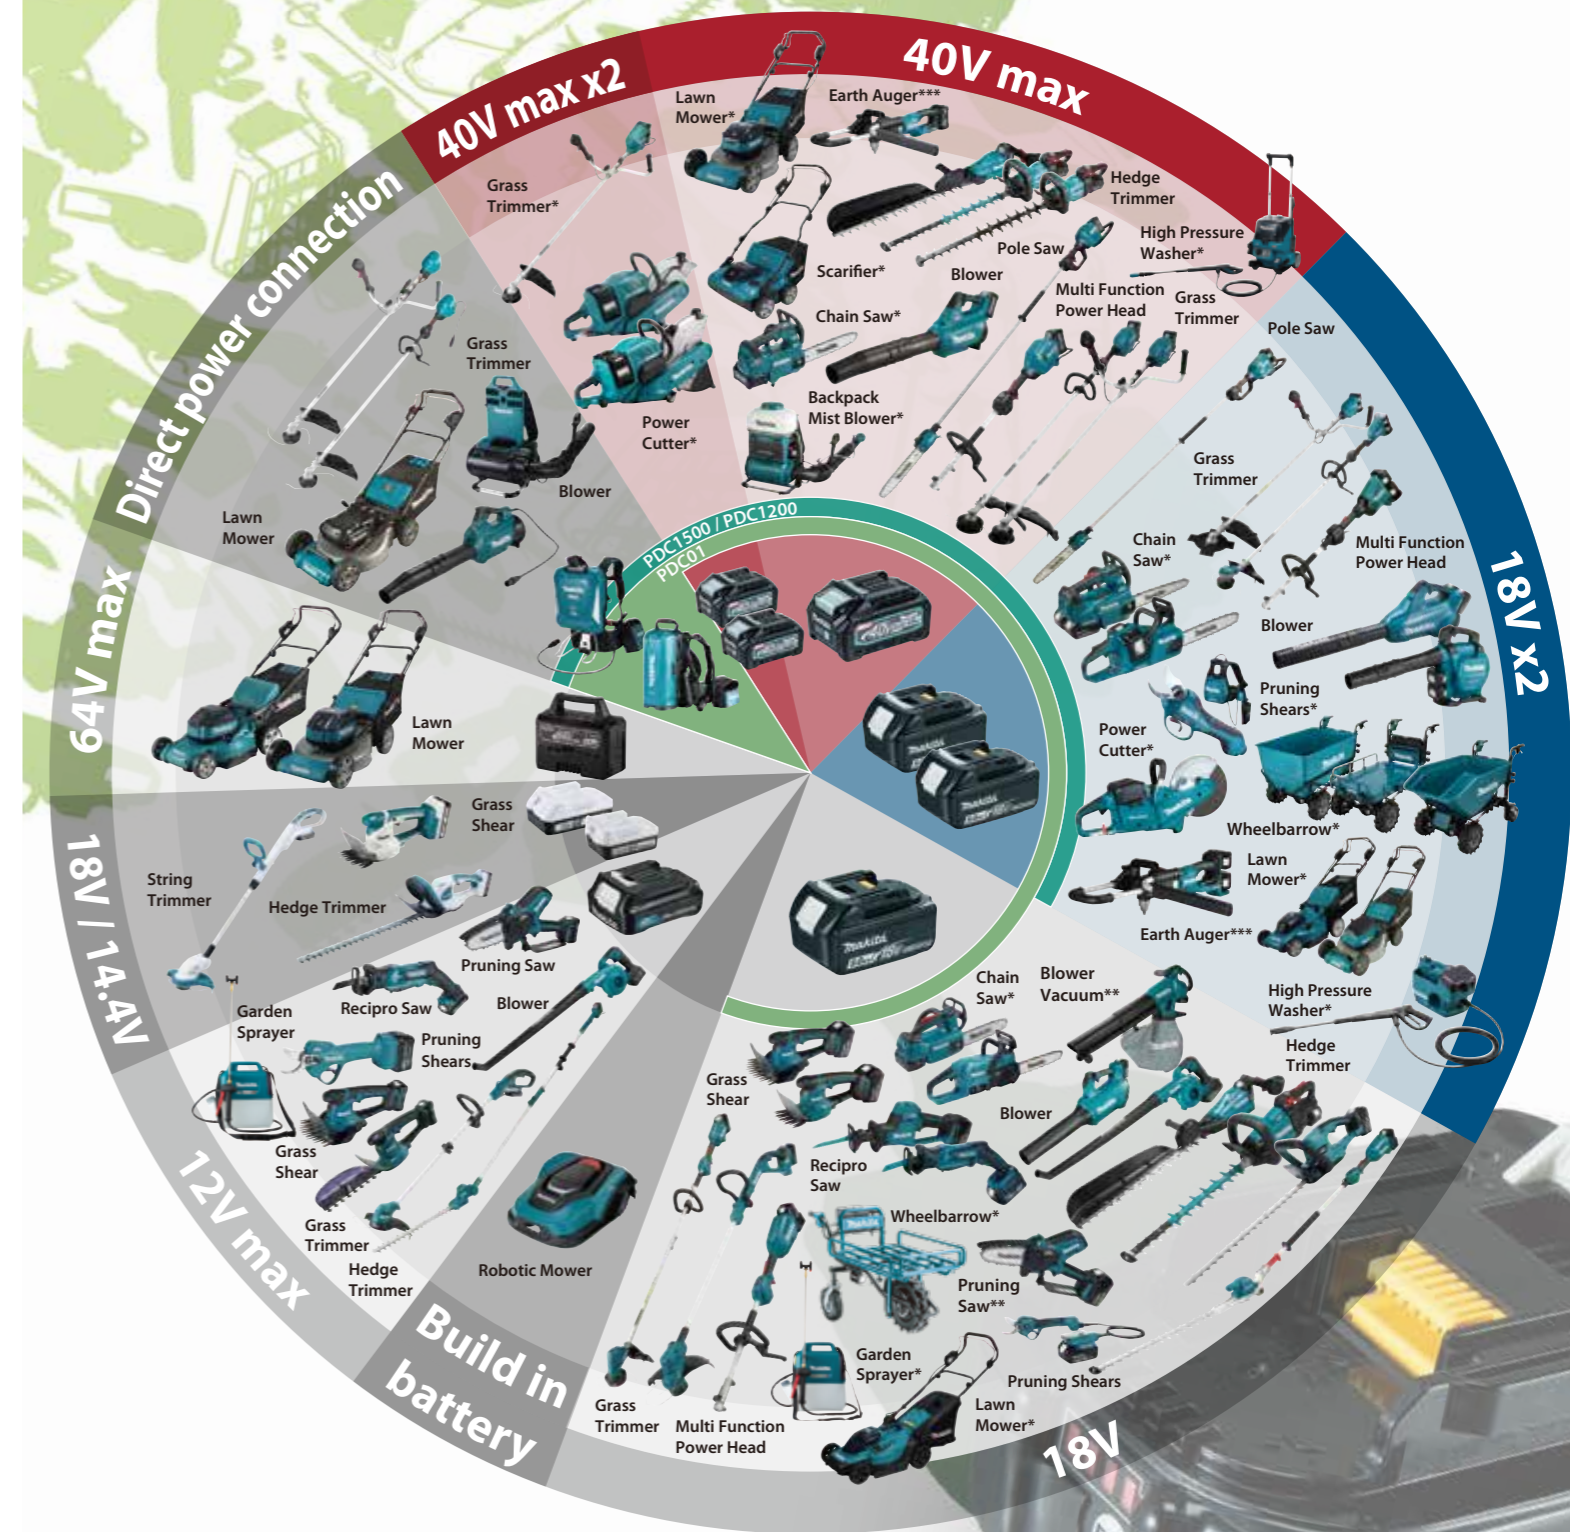 40V max x2
Grass
Trimmer*
Power
Cutter*
40V max
Lawn
Mower*
Earth Auger***
Hedge
Trimmer
Scarifier*
Pole Saw
Blower
High Pressure
Washer*
Multi Function
Power Head
Grass
Trimmer
Chain Saw*
Backpack
Mist Blower*
18V x2
Pole Saw
Grass
Trimmer
Multi Function
Power Head
Chain
Saw*
Blower
Pruning
Shears*
Power
Cutter*
Wheelbarrow*
Lawn
Mower*
Earth Auger***
High Pressure
Washer*
Hedge
Trimmer
18V
Chain
Saw*
Blower
Vacuum**
Grass
Shear
Blower
Recipro
Saw
Wheelbarrow*
Pruning
Saw**
Garden
Sprayer*
Pruning Shears
Lawn
Mower*
Grass
Trimmer
Multi Function
Power Head
Build in
battery
Robotic Mower
12V max
Pruning Saw
Recipro Saw
Blower
Garden
Sprayer
Pruning
Shears
Grass
Shear
Grass
Trimmer
Hedge
Trimmer
18V / 14.4V
Grass
Shear
String
Trimmer
Hedge Trimmer
64V max
Lawn
Mower
Direct power connection
Grass
Trimmer
Blower
Lawn
Mower
PDC1500 / PDC1200
PDC01
makita
makita
makita